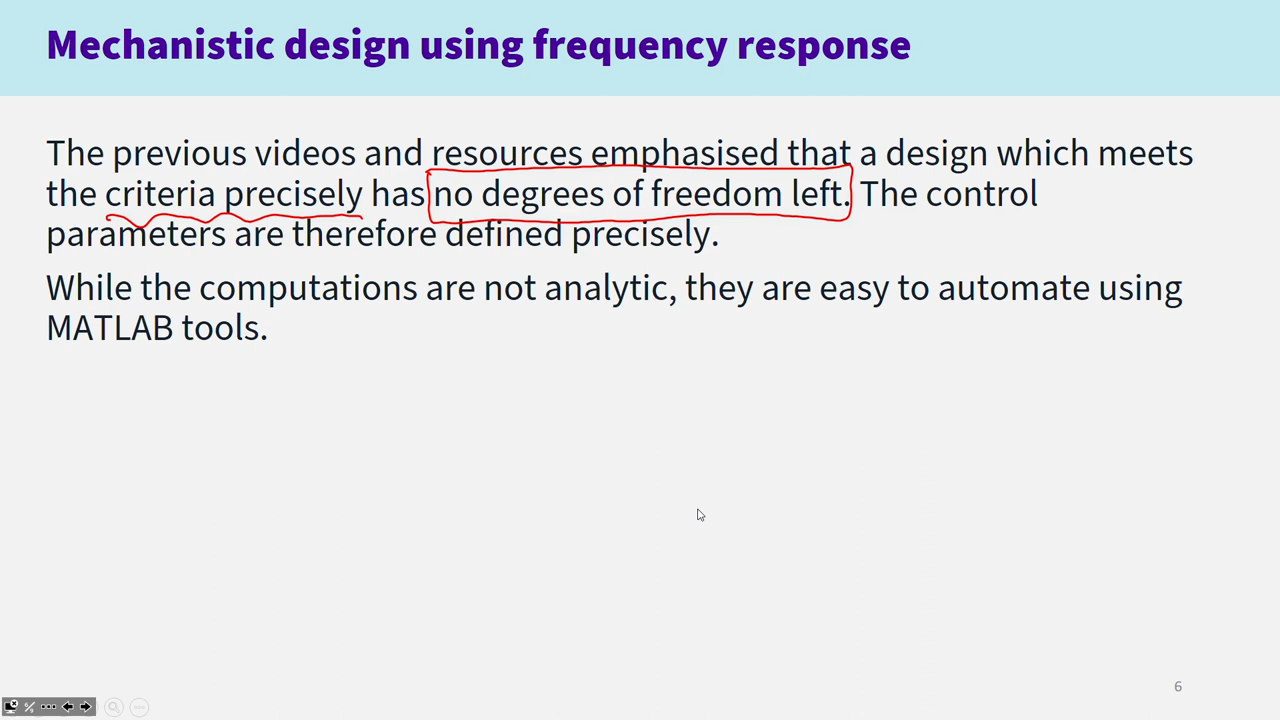 Mechanistic design using frequency response
The previous videos and resources emphasised that a design which meets
the criteria precisely has no degrees of freedom left. The control
parameters are therefore defined precisely.
While the computations are not analytic, they are easy to automate using
MATLAB tools.
6